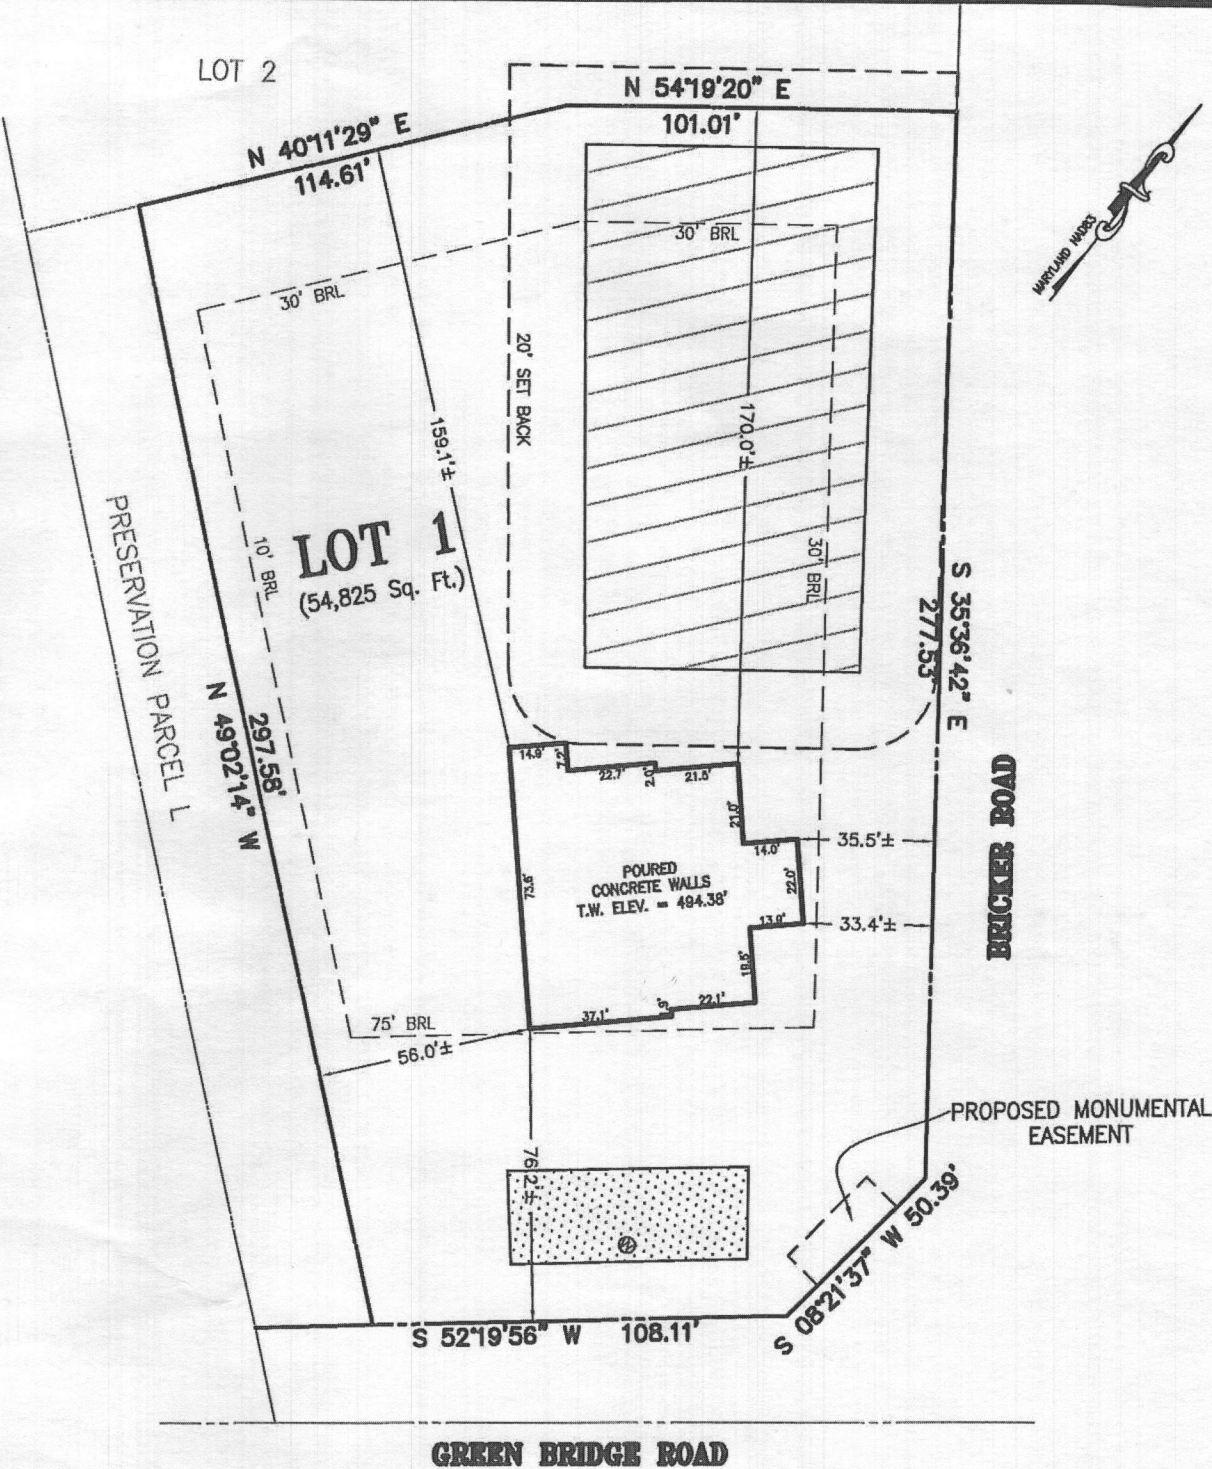 LOT 2
N 54°19'20" E
101.01'
N 40°11'29" E
114.61'
MARYLAND NAD83
30' BRL
30' BRL
20' SET BACK
159.1'±
170.0'±
LOT 1
(54,825 Sq. Ft.)
10' BRL
30' BRL
PRESERVATION PARCEL L
S 35°36'42" E
277.53'
N 49°02'14" W
297.58'
14.9'
7.2'
22.7'
2.0'
21.5'
21.0'
14.0'
35.5'±
BRICKER ROAD
POURED
CONCRETE WALLS
T.W. ELEV. = 494.38'
73.6'
22.0'
13.9'
33.4'±
19.5'
22.1'
37.1'
75' BRL
56.0'±
PROPOSED MONUMENTAL
EASEMENT
76.2'±
S 08°21'37" W 50.39'
S 52°19'56" W 108.11'
GREEN BRIDGE ROAD